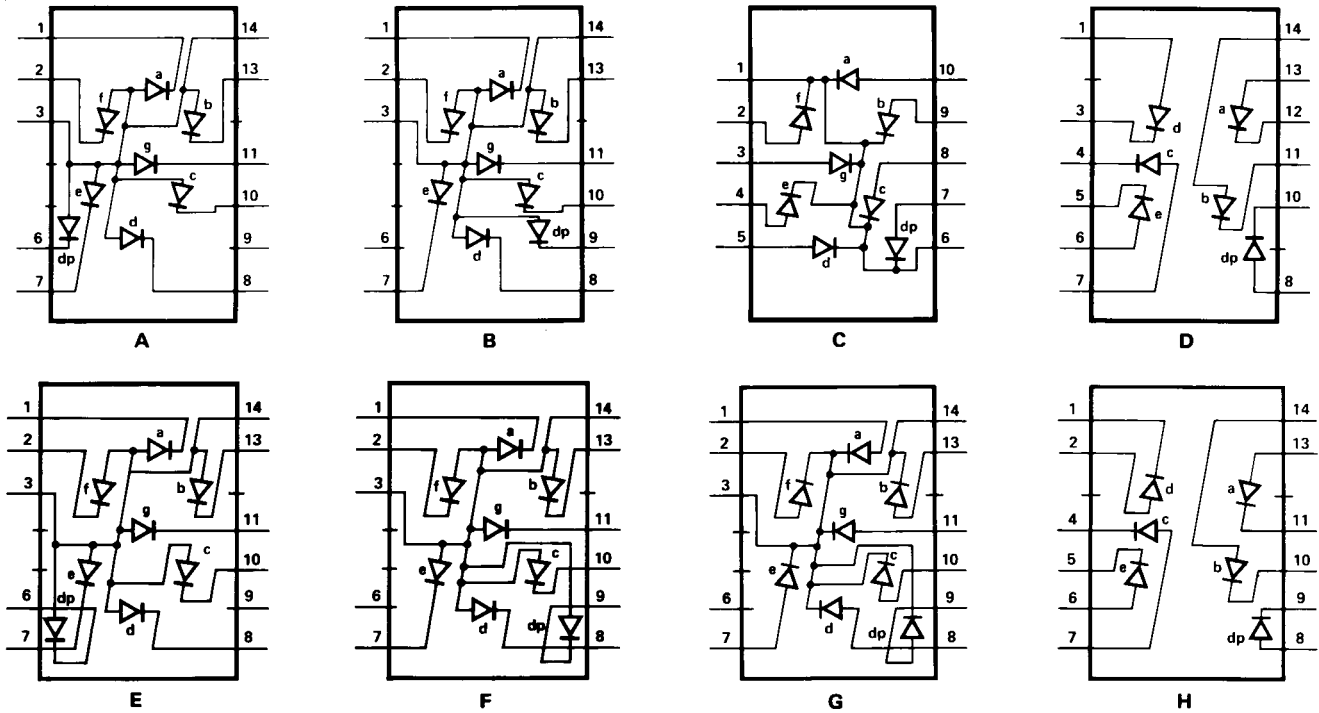 1 14
a
2 13
f b
3
g 11
e c 10
d
6 dp 9
7 8
A
1 14
a
2 13
f b
3
g 11
e c 10
dp
6 d 9
7 8
B
a
1 10
b
2 f 9
3 g 8
e c
4 7
dp
5 d 6
C
1 14
13
a
3 d 12
4 c 11
5 e b 10
6 dp
7 8
D
1 14
a
2 13
f b
3
g 11
e c 10
dp
6 d 9
7 8
E
1 14
a
2 13
f b
3
g 11
e c 10
6 9
d dp
7 8
F
1 14
a
2 13
f b
3
g 11
e c 10
6 9
d dp
7 8
G
1 14
2 13
d a
4 c 11
5 e b 10
6 9
dp
7 8
H